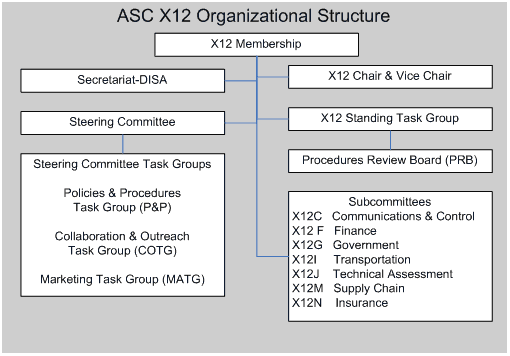 ASC X12 Organizational Structure
X12 Membership
Secretariat-DISA
X12 Chair & Vice Chair
Steering Committee
X12 Standing Task Group
Steering Committee Task Groups
Policies & Procedures
Task Group (P&P)
Collaboration & Outreach
Task Group (COTG)
Marketing Task Group (MATG)
Procedures Review Board (PRB)
Subcommittees
X12C Communications & Control
X12 F Finance
X12G Government
X12I Transportation
X12J Technical Assessment
X12M Supply Chain
X12N Insurance